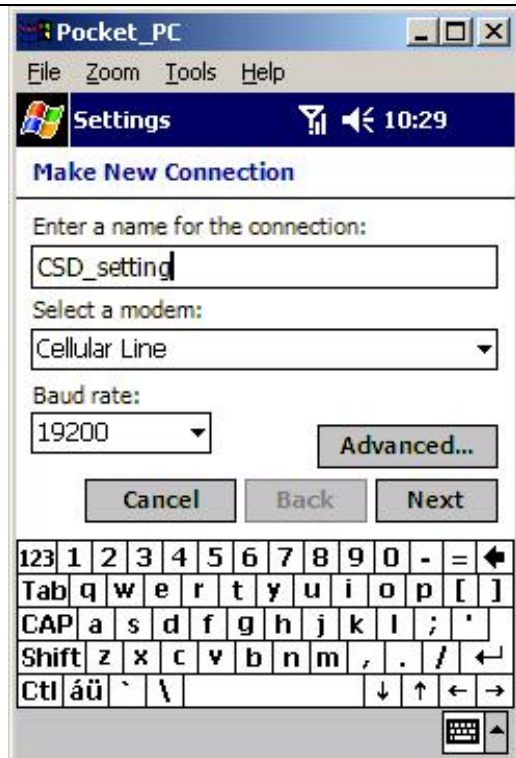 Pocket_PC
File Zoom Tools Help
Settings 10:29
Make New Connection
Enter a name for the connection:
CSD_setting
Select a modem:
Cellular Line
Baud rate:
19200
Advanced...
Cancel Back Next
123 1 2 3 4 5 6 7 8 9 0 - =
Tab q w e r t y u i o p [ ]
CAP a s d f g h j k l ; '
Shift z x c v b n m , . /
Ctl áü ` \